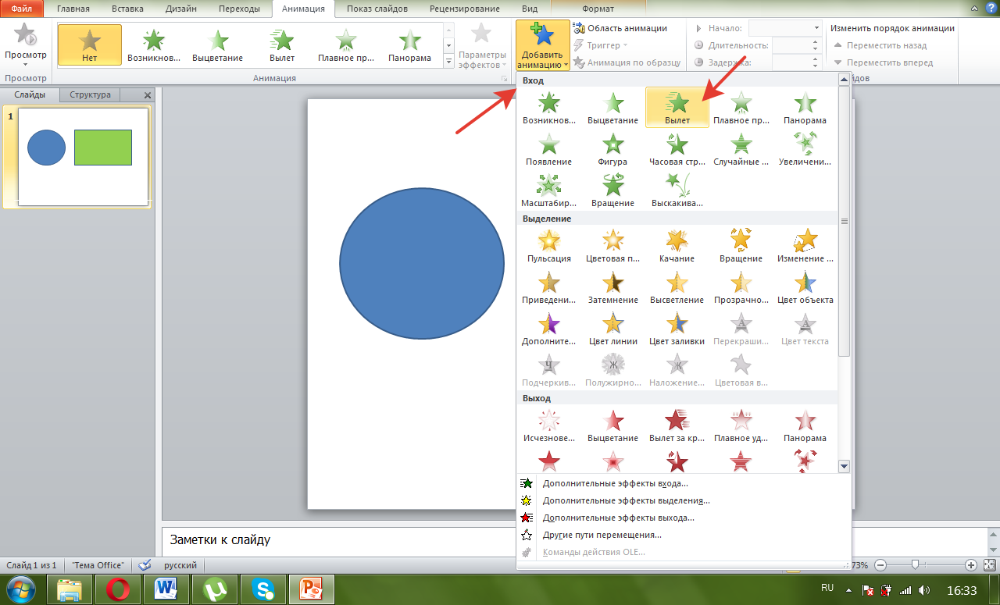 Файл Главная Вставка Дизайн Переходы Анимация Показ слайдов Рецензирование Вид Формат
Просмотр
Просмотр
Нет Возникнов... Выцветание Вылет Плавное пр... Панорама
Параметры
эффектов
Анимация
Добавить
анимацию
Область анимации
Триггер
Анимация по образцу
Начало:
Длительность:
Задержка:
Изменить порядок анимации
Переместить назад
Переместить вперед
Слайды Структура
1
Вход
Возникнов... Выцветание Вылет Плавное пр... Панорама
Появление Фигура Часовая стр... Случайные ... Увеличени...
Масштабир... Вращение Выскакива...
Выделение
Пульсация Цветовая п... Качание Вращение Изменение ...
Приведени... Затемнение Высветление Прозрачно... Цвет объекта
Дополните... Цвет линии Цвет заливки Перекраши... Цвет текста
Подчеркив... Полужирно... Наложение... Цветовая в...
Выход
Исчезнове... Выцветание Вылет за кр... Плавное уд... Панорама
Дополнительные эффекты входа...
Дополнительные эффекты выделения...
Дополнительные эффекты выхода...
Другие пути перемещения...
Команды действия OLE...
Заметки к слайду
Слайд 1 из 1 "Тема Office" русский 73%
RU 16:33